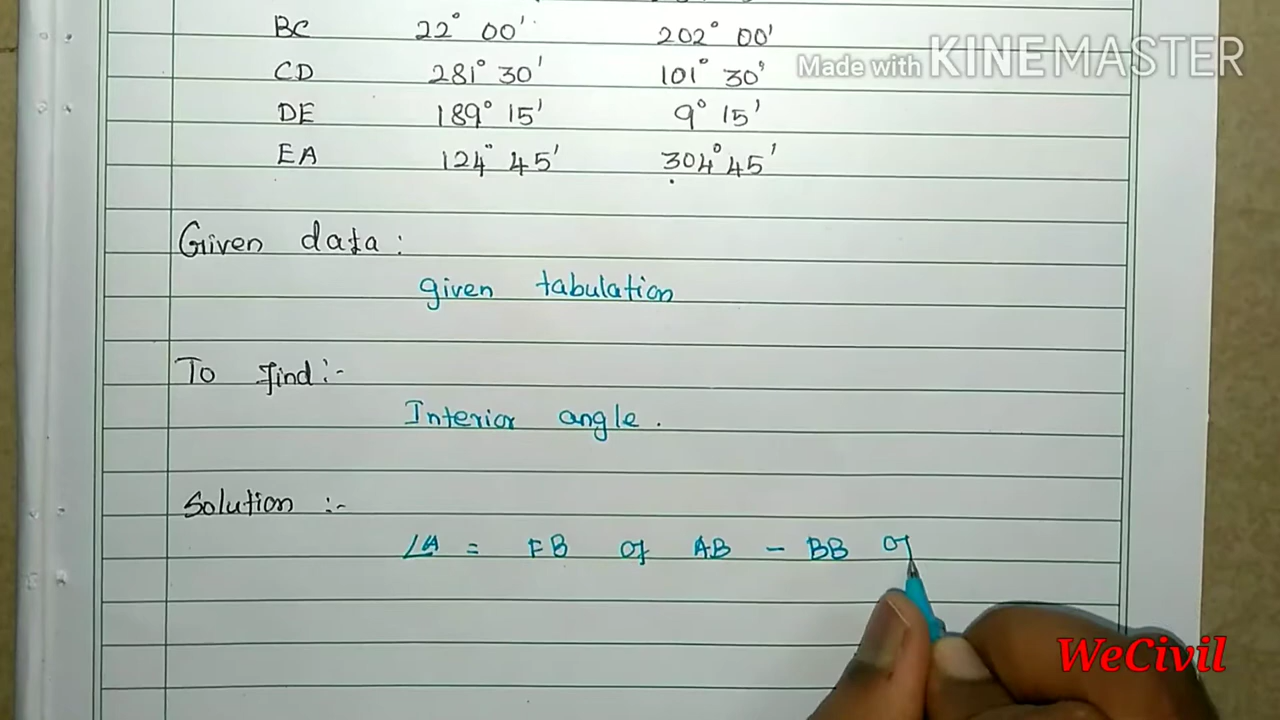 BC 22° 00' 202° 00'
Made with KINEMASTER
CD 281° 30' 101° 30'
DE 189° 15' 9° 15'
EA 124° 45' 304° 45'
Given data:
given tabulation
To find:-
Interior angle.
Solution :-
∠A = FB of AB - BB of
WeCivil